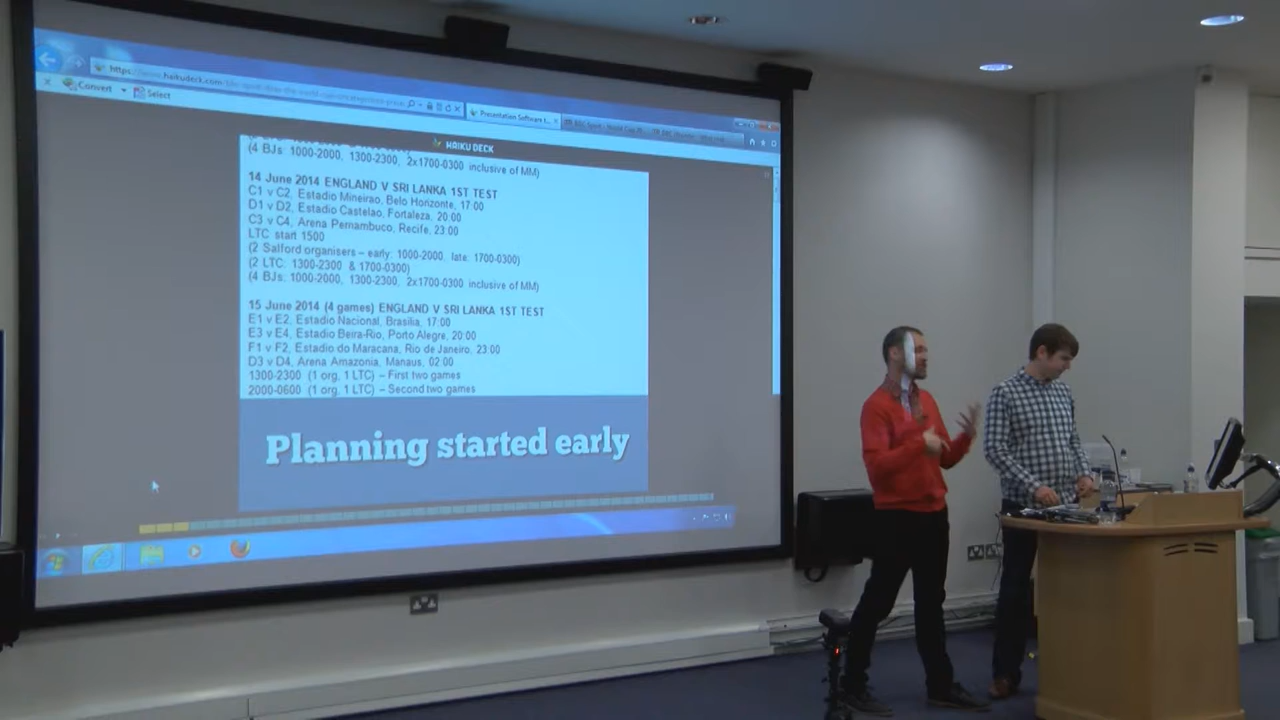 Convert
Select
HAIKU DECK
(4 BJs: 1000-2000, 1300-2300, 2x1700-0300 inclusive of MM)
14 June 2014 ENGLAND V SRI LANKA 1ST TEST
C1 v C2, Estadio Mineirao, Belo Horizonte, 17:00
D1 v D2, Estadio Castelao, Fortaleza, 20:00
C3 v C4, Arena Pernambuco, Recife, 23:00
LTC start 1500
(2 Salford organisers – early: 1000-2000, late: 1700-0300)
(2 LTC: 1300-2300 & 1700-0300)
(4 BJs: 1000-2000, 1300-2300, 2x1700-0300 inclusive of MM)
15 June 2014 (4 games) ENGLAND V SRI LANKA 1ST TEST
E1 v E2, Estadio Nacional, Brasilia, 17:00
E3 v E4, Estadio Beira-Rio, Porto Alegre, 20:00
F1 v F2, Estadio do Maracana, Rio de Janeiro, 23:00
D3 v D4, Arena Amazonia, Manaus, 02:00
1300-2300 (1 org, 1 LTC) – First two games
2000-0600 (1 org, 1 LTC) – Second two games
Planning started early